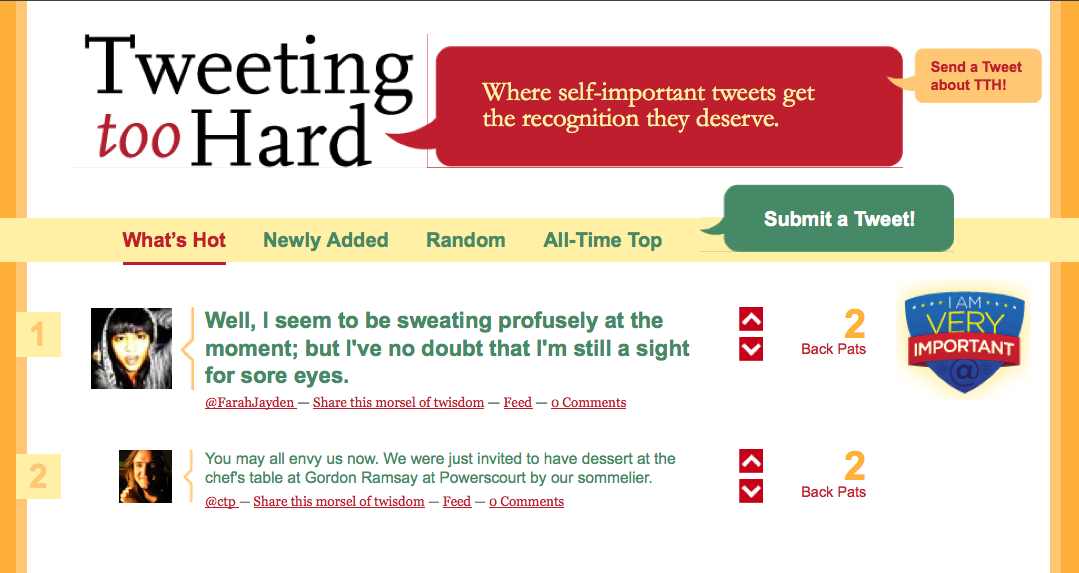 Tweeting
too Hard
Where self-important tweets get
the recognition they deserve.
Send a Tweet
about TTH!
Submit a Tweet!
What's Hot
Newly Added
Random
All-Time Top
1
Well, I seem to be sweating profusely at the
moment; but I've no doubt that I'm still a sight
for sore eyes.
@FarahJayden — Share this morsel of twisdom — Feed — 0 Comments
2
Back Pats
I AM
VERY
IMPORTANT
@
2
You may all envy us now. We were just invited to have dessert at the
chef's table at Gordon Ramsay at Powerscourt by our sommelier.
@ctp — Share this morsel of twisdom — Feed — 0 Comments
2
Back Pats